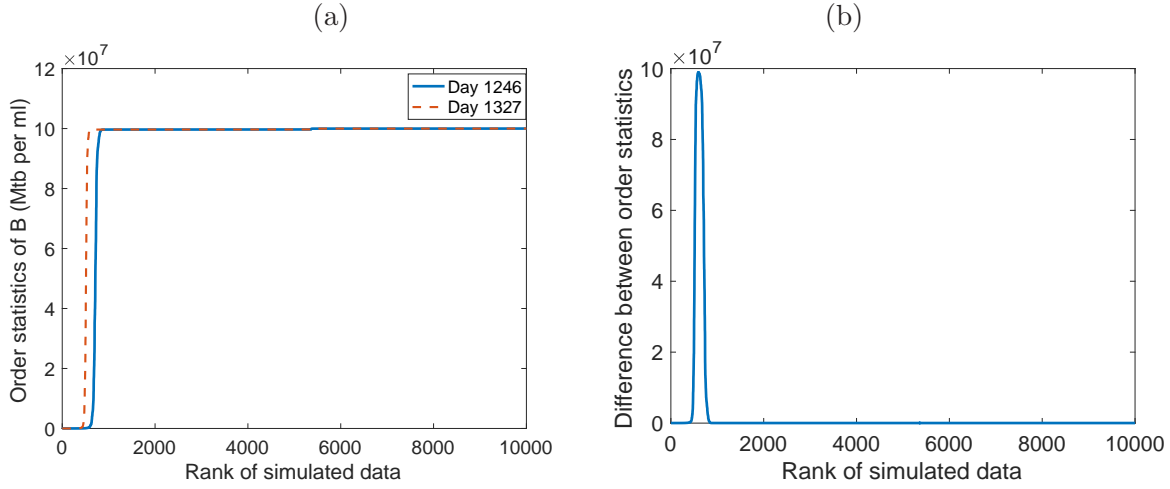 (a)
×10^7
Order statistics of B (Mtb per ml)
12
10
8
6
4
2
0
Day 1246
Day 1327
0 2000 4000 6000 8000 10000
Rank of simulated data
(b)
×10^7
Difference between order statistics
10
8
6
4
2
0
0 2000 4000 6000 8000 10000
Rank of simulated data